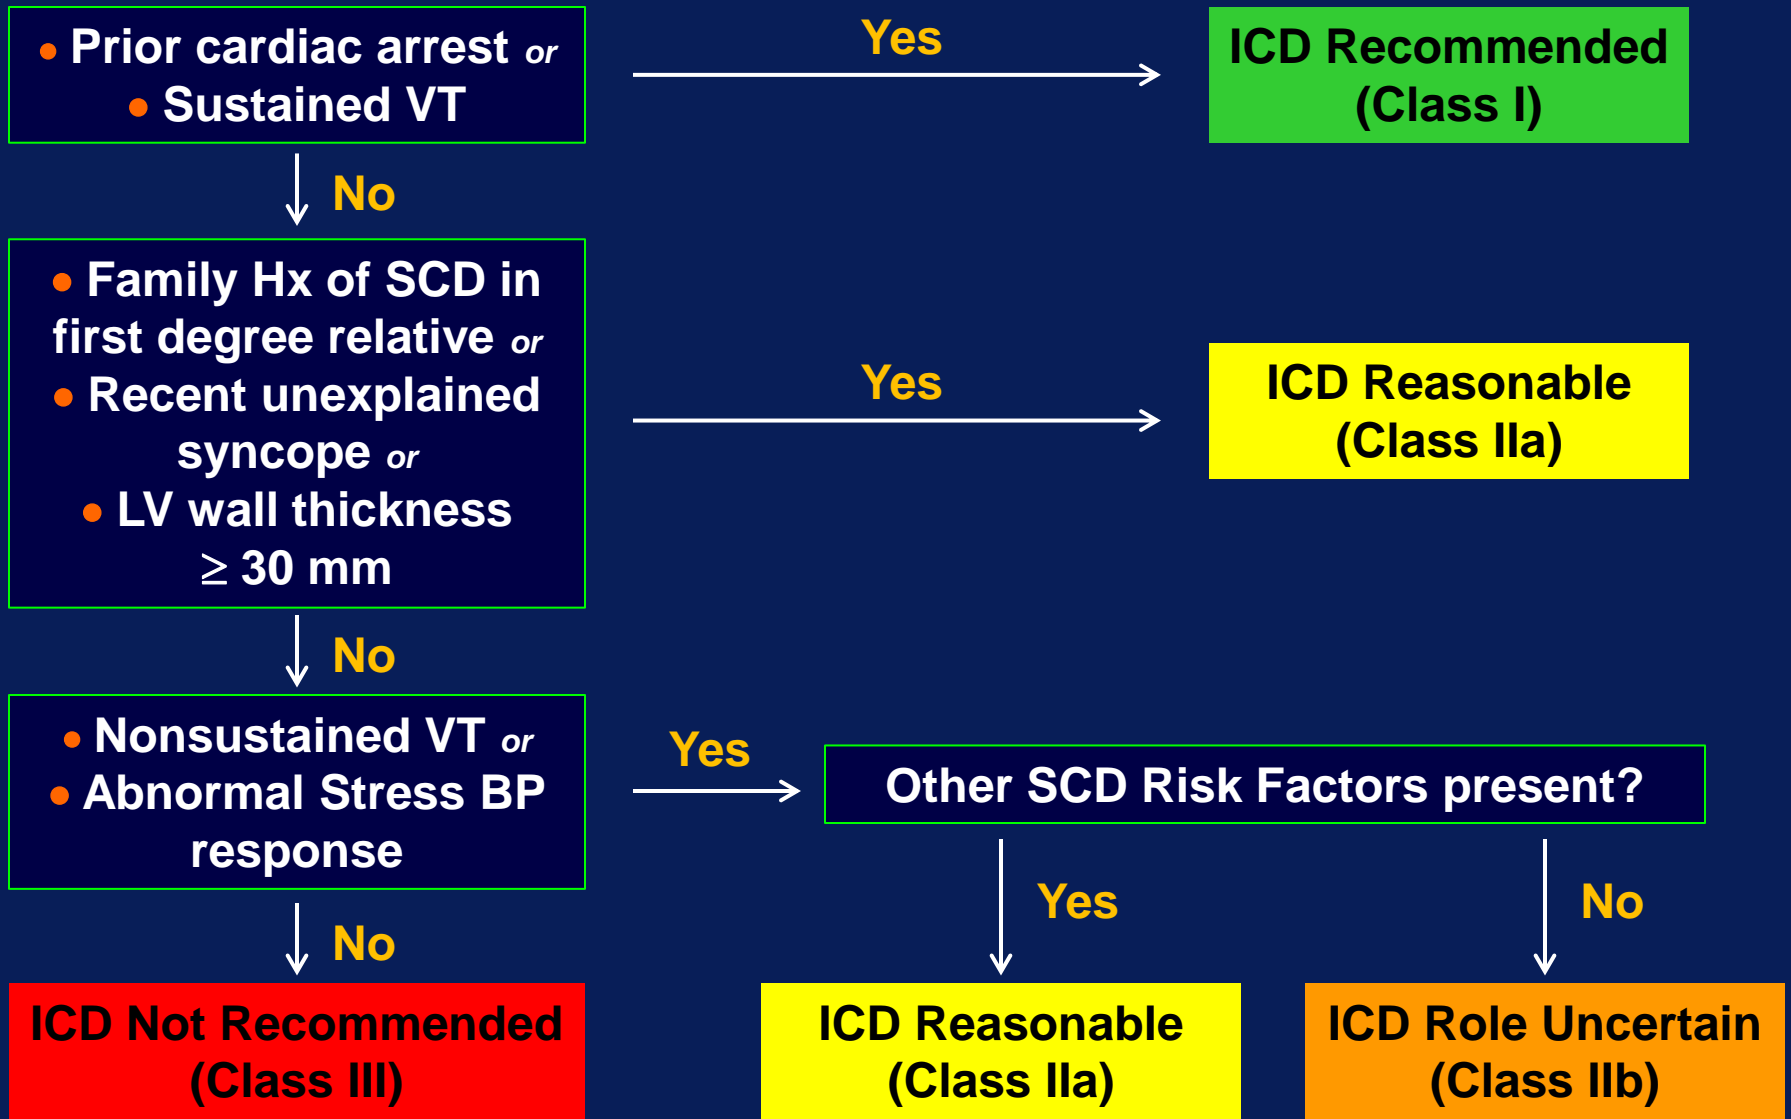 ● Prior cardiac arrest or
● Sustained VT
Yes
ICD Recommended
(Class I)
No
● Family Hx of SCD in
first degree relative or
● Recent unexplained
syncope or
● LV wall thickness
≥ 30 mm
Yes
ICD Reasonable
(Class IIa)
No
● Nonsustained VT or
● Abnormal Stress BP
response
Yes
Other SCD Risk Factors present?
No
Yes
No
ICD Not Recommended
(Class III)
ICD Reasonable
(Class IIa)
ICD Role Uncertain
(Class IIb)